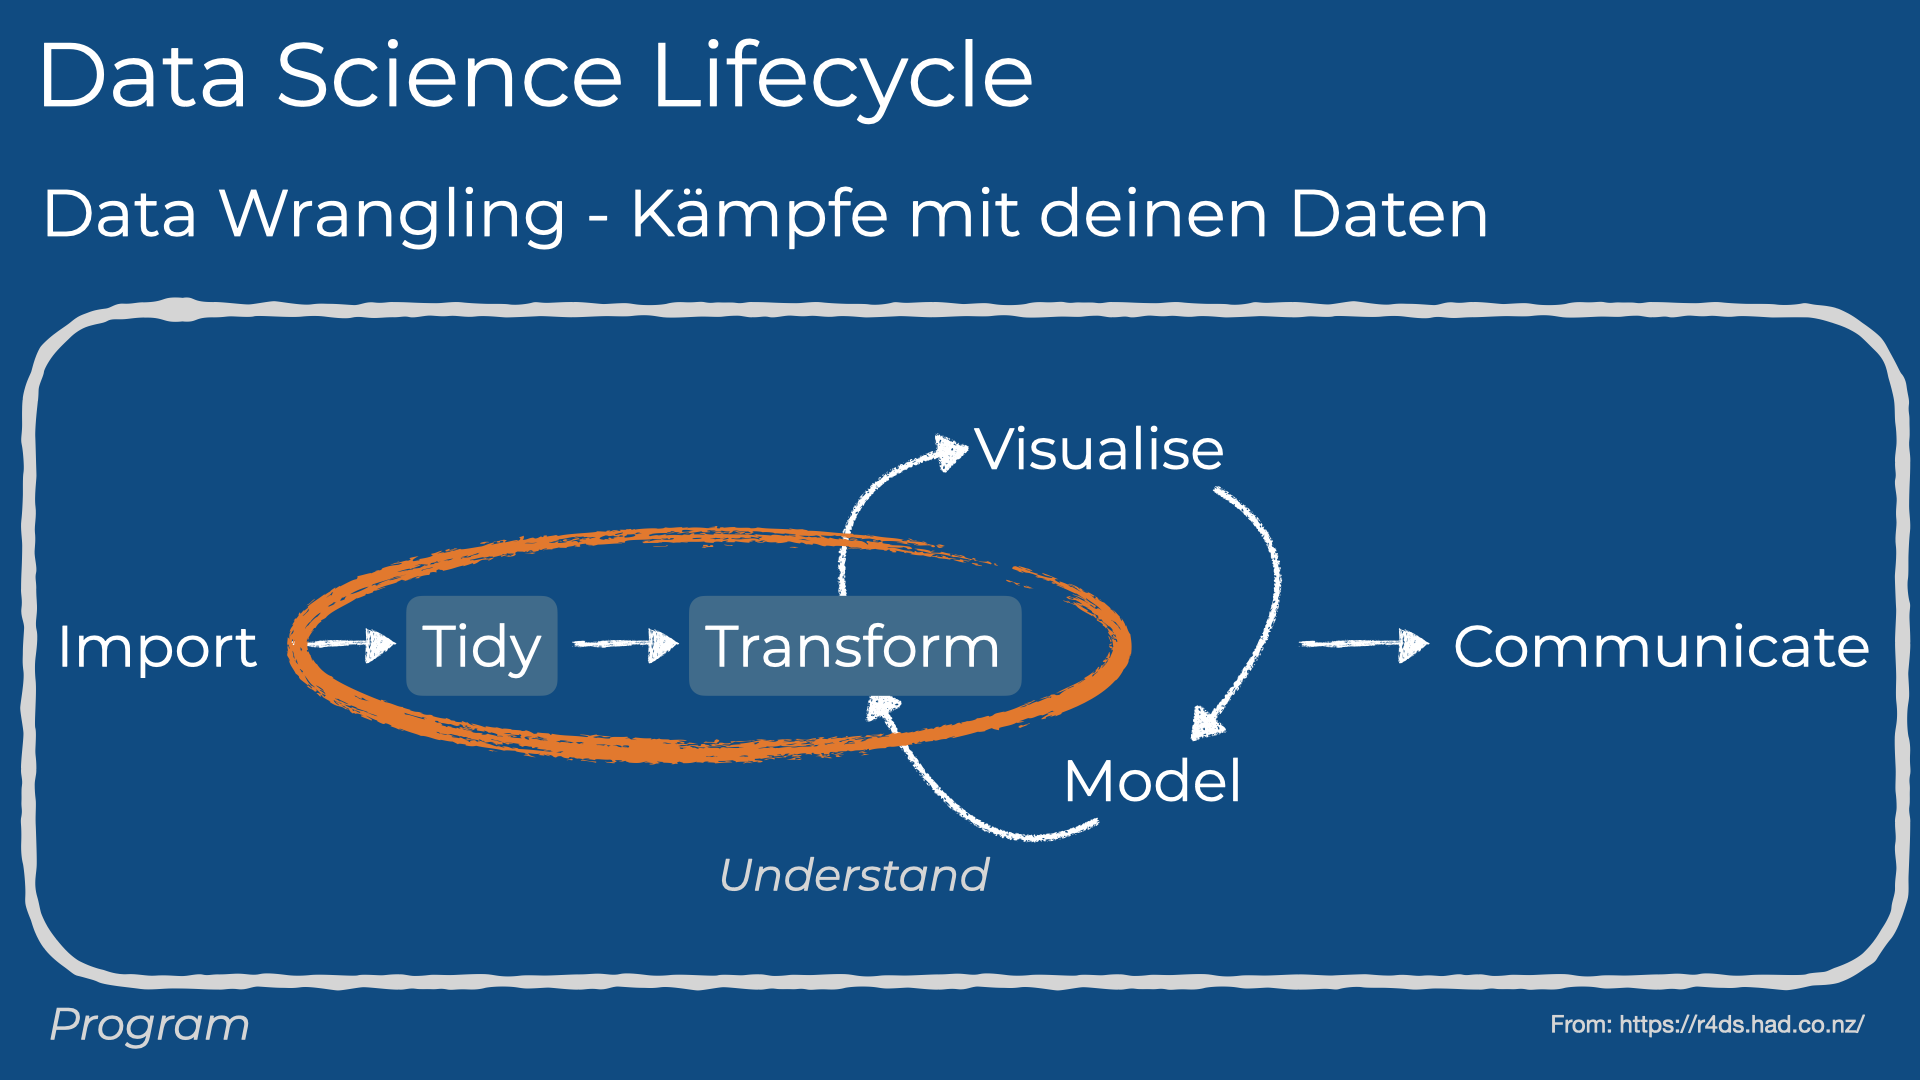 Data Science Lifecycle
Data Wrangling - Kämpfe mit deinen Daten
Visualise
Import
Tidy
Transform
Communicate
Model
Understand
Program
From: https://r4ds.had.co.nz/